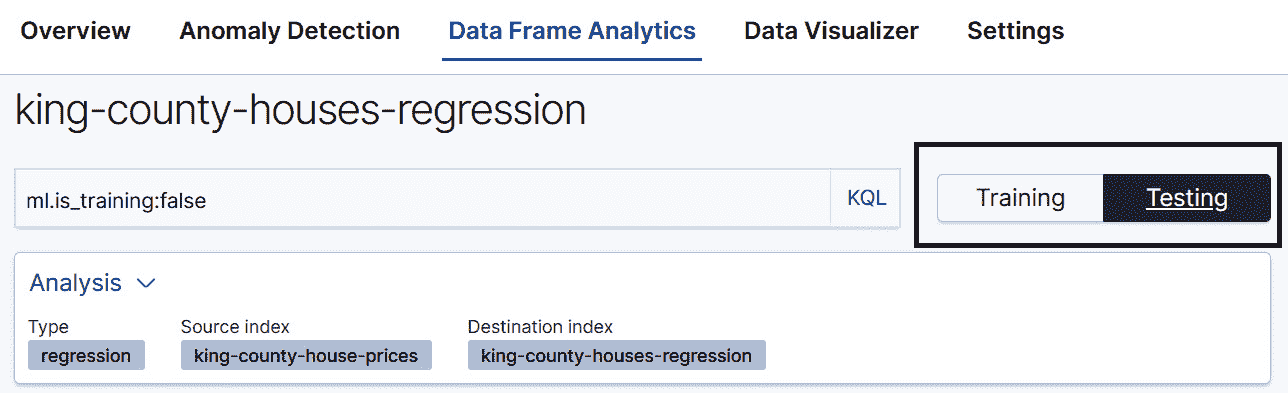 Overview Anomaly Detection Data Frame Analytics Data Visualizer Settings
king-county-houses-regression
ml.is_training:false KQL Training Testing
Analysis
Type Source index Destination index
regression king-county-house-prices king-county-houses-regression